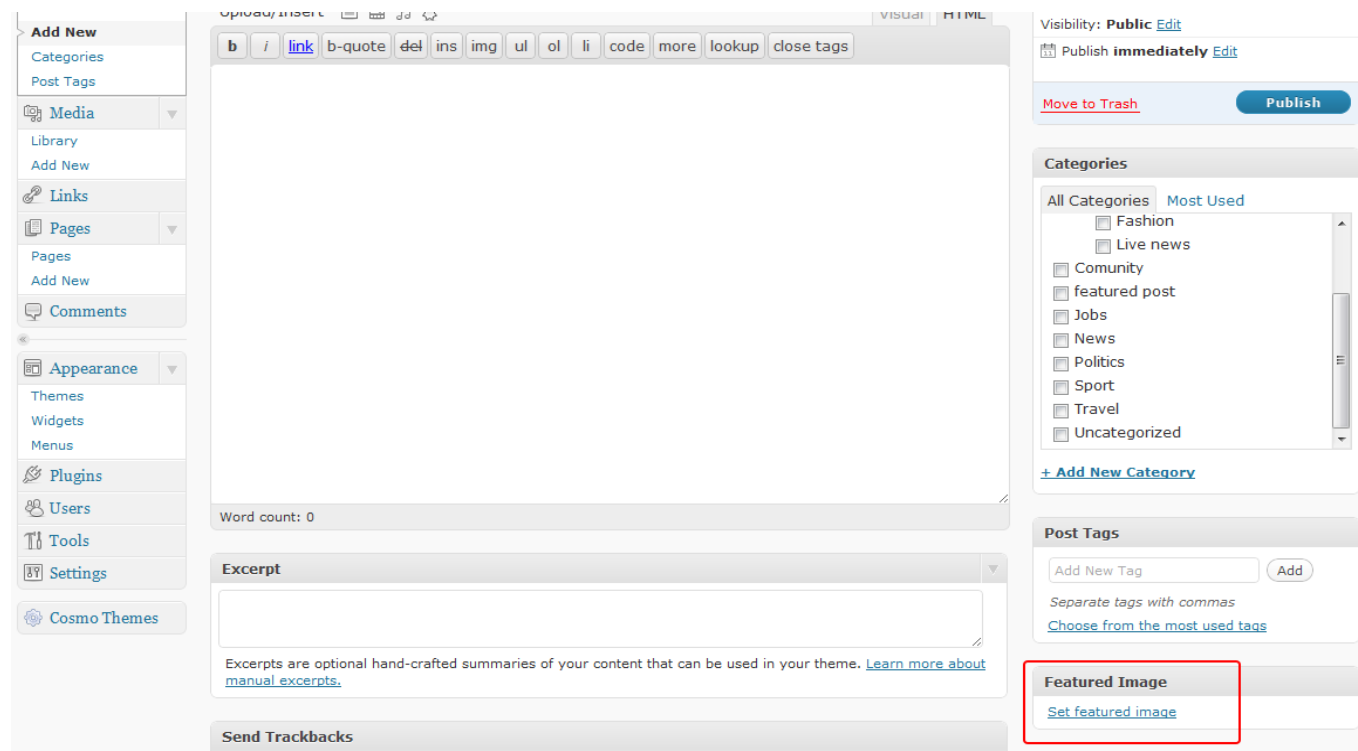 Add New
Categories
Post Tags
Media
Library
Add New
Links
Pages
Pages
Add New
Comments
Appearance
Themes
Widgets
Menus
Plugins
Users
Tools
Settings
Cosmo Themes
Upload/Insert
Visual HTML
b i link b-quote del ins img ul ol li code more lookup close tags
Word count: 0
Excerpt
Excerpts are optional hand-crafted summaries of your content that can be used in your theme. Learn more about
manual excerpts.
Send Trackbacks
Visibility: Public Edit
Publish immediately Edit
Move to Trash Publish
Categories
All Categories Most Used
Fashion
Live news
Comunity
featured post
Jobs
News
Politics
Sport
Travel
Uncategorized
+ Add New Category
Post Tags
Add New Tag Add
Separate tags with commas
Choose from the most used tags
Featured Image
Set featured image